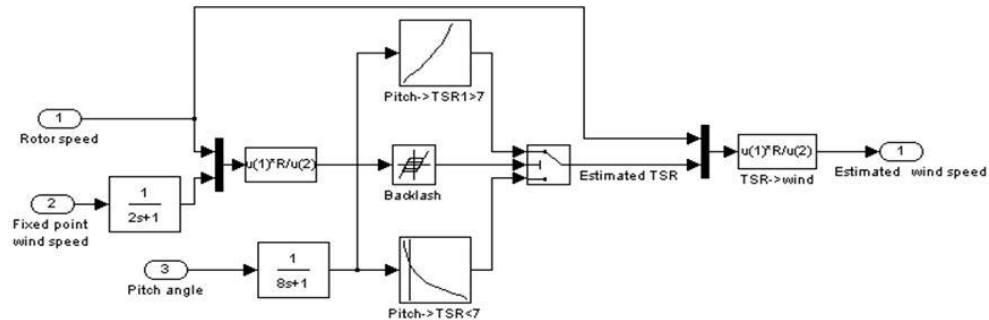 Pitch->TSR1>7
1
Rotor speed
u(1)*R/u(2)
Backlash
Estimated TSR
u(1)*R/u(2)
TSR->wind
1
Estimated wind speed
2
Fixed point
wind speed
1
2s+1
3
Pitch angle
1
8s+1
Pitch->TSR<7